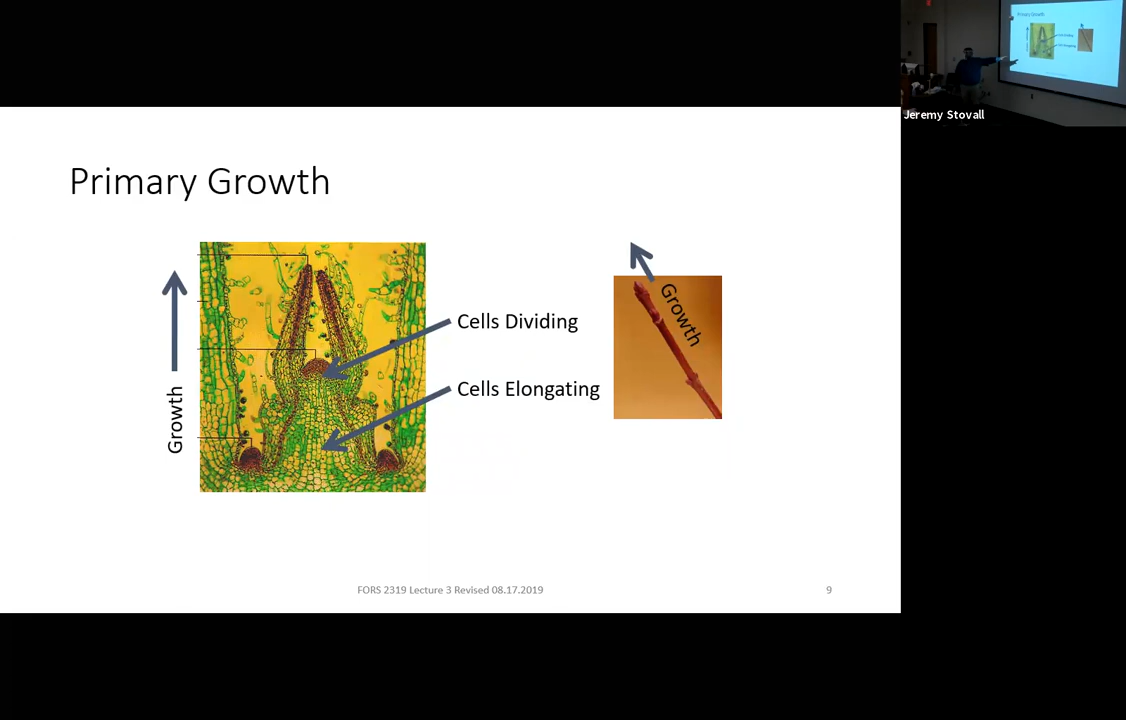 Jeremy Stovall
Primary Growth
Growth
Cells Dividing
Cells Elongating
Growth
FORS 2319 Lecture 3 Revised 08.17.2019
9